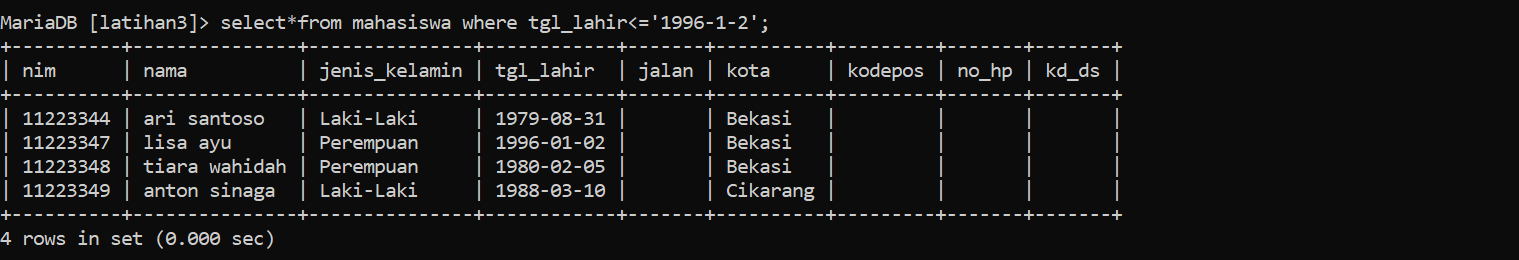 MariaDB [latihan3]> select*from mahasiswa where tgl_lahir<='1996-1-2';
+----------+---------------+---------------+------------+-------+----------+---------+-------+-------+
| nim      | nama          | jenis_kelamin | tgl_lahir  | jalan | kota     | kodepos | no_hp | kd_ds |
+----------+---------------+---------------+------------+-------+----------+---------+-------+-------+
| 11223344 | ari santoso   | Laki-Laki     | 1979-08-31 |       | Bekasi   |         |       |       |
| 11223347 | lisa ayu      | Perempuan     | 1996-01-02 |       | Bekasi   |         |       |       |
| 11223348 | tiara wahidah | Perempuan     | 1980-02-05 |       | Bekasi   |         |       |       |
| 11223349 | anton sinaga  | Laki-Laki     | 1988-03-10 |       | Cikarang |         |       |       |
+----------+---------------+---------------+------------+-------+----------+---------+-------+-------+
4 rows in set (0.000 sec)